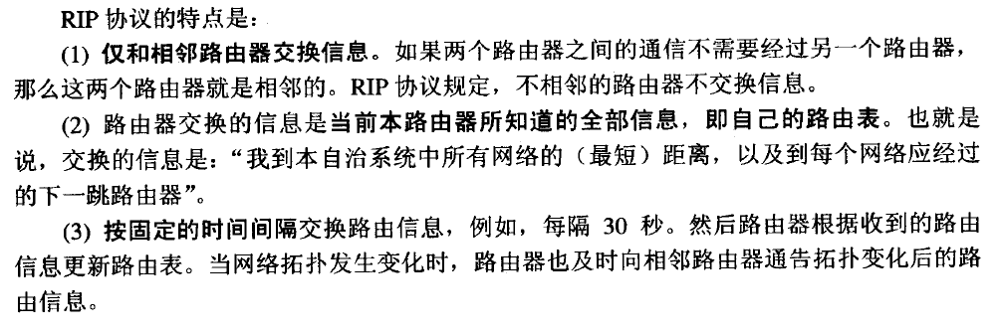 RIP 协议的特点是：
(1) 仅和相邻路由器交换信息。如果两个路由器之间的通信不需要经过另一个路由器，
那么这两个路由器就是相邻的。RIP 协议规定，不相邻的路由器不交换信息。
(2) 路由器交换的信息是当前本路由器所知道的全部信息，即自己的路由表。也就是
说，交换的信息是：“我到本自治系统中所有网络的（最短）距离，以及到每个网络应经过
的下一跳路由器”。
(3) 按固定的时间间隔交换路由信息，例如，每隔 30 秒。然后路由器根据收到的路由
信息更新路由表。当网络拓扑发生变化时，路由器也及时向相邻路由器通告拓扑变化后的路
由信息。